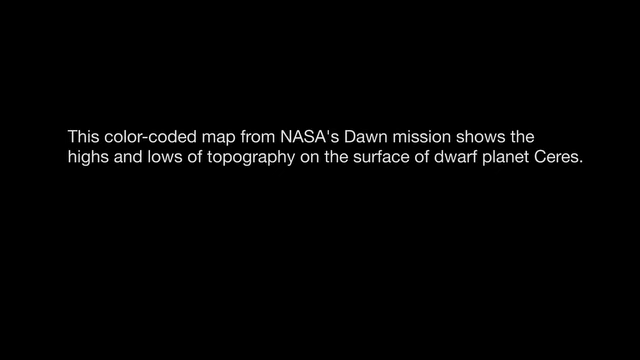 This color-coded map from NASA's Dawn mission shows the
highs and lows of topography on the surface of dwarf planet Ceres.